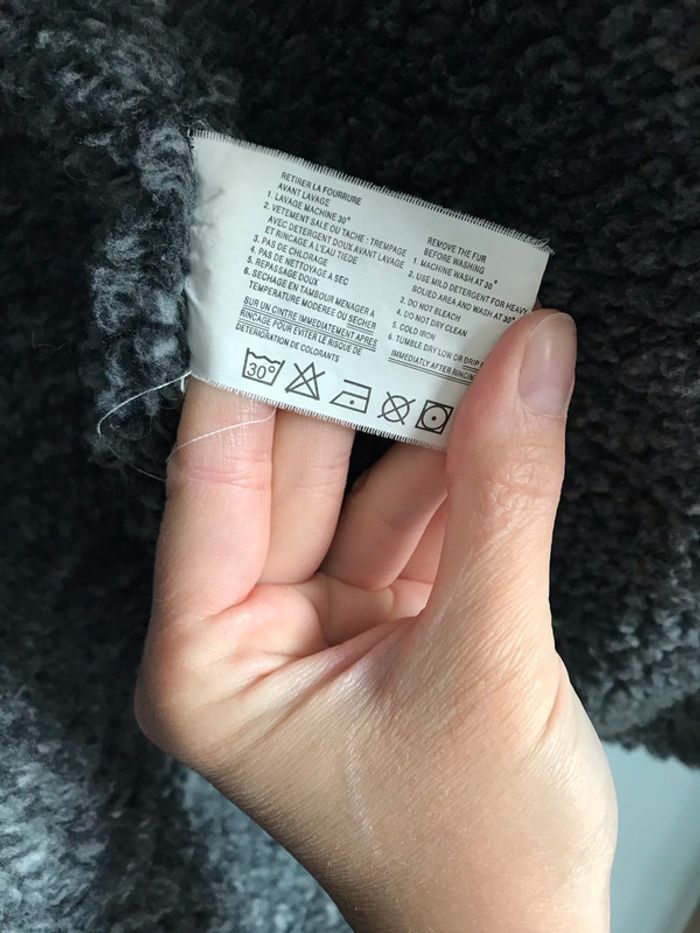 RETIRER LA FOURRURE
AVANT LAVAGE
1. LAVAGE MACHINE 30°
2. VETEMENT SALE OU TACHE : TREMPAGE
AVEC DETERGENT DOUX AVANT LAVAGE
ET RINCAGE A L'EAU TIEDE
3. PAS DE CHLORAGE
4. PAS DE NETTOYAGE A SEC
5. REPASSAGE DOUX
6. SECHAGE EN TAMBOUR MENAGER A
TEMPERATURE MODEREE OU SECHER
SUR UN CINTRE IMMEDIATEMENT APRES
RINCAGE POUR EVITER LE RISQUE DE
DETERIORATION DE COLORANTS
REMOVE THE FUR
BEFORE WASHING
1. MACHINE WASH AT 30°
2. USE MILD DETERGENT FOR HEAVY
SOLIED AREA AND WASH AT 30°
3. DO NOT BLEACH
4. DO NOT DRY CLEAN
5. COLD IRON
6. TUMBLE DRY LOW OR DRIP
IMMEDIATELY AFTER RINCING
30°